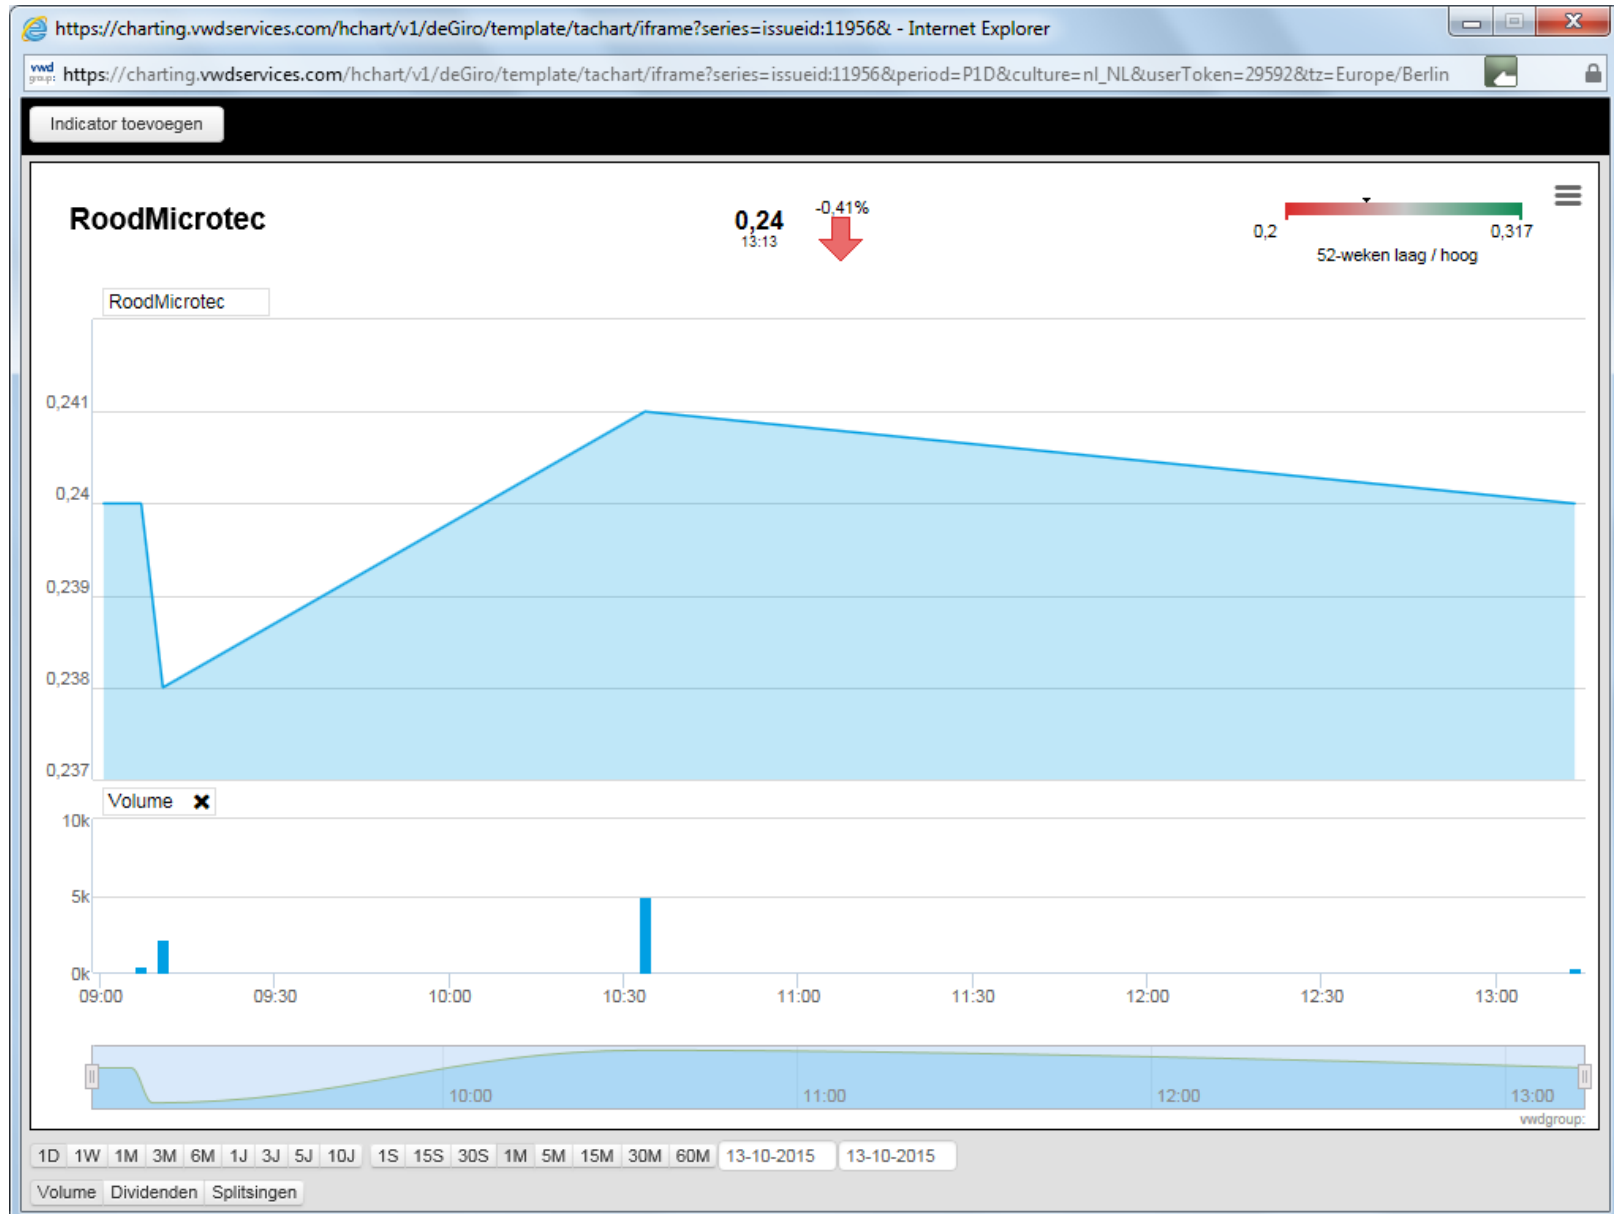 https://charting.vwdservices.com/hchart/v1/deGiro/template/tachart/iframe?series=issueid:11956& - Internet Explorer
vwd group: https://charting.vwdservices.com/hchart/v1/deGiro/template/tachart/iframe?series=issueid:11956&period=P1D&culture=nl_NL&userToken=29592&tz=Europe/Berlin
Indicator toevoegen
RoodMicrotec
0,24
13:13
-0,41%
0,2
0,317
52-weken laag / hoog
RoodMicrotec
0,241
0,24
0,239
0,238
0,237
Volume
10k
5k
0k
09:00 09:30 10:00 10:30 11:00 11:30 12:00 12:30 13:00
10:00 11:00 12:00 13:00
vwdgroup:
1D 1W 1M 3M 6M 1J 3J 5J 10J 1S 15S 30S 1M 5M 15M 30M 60M 13-10-2015 13-10-2015
Volume Dividenden Splitsingen